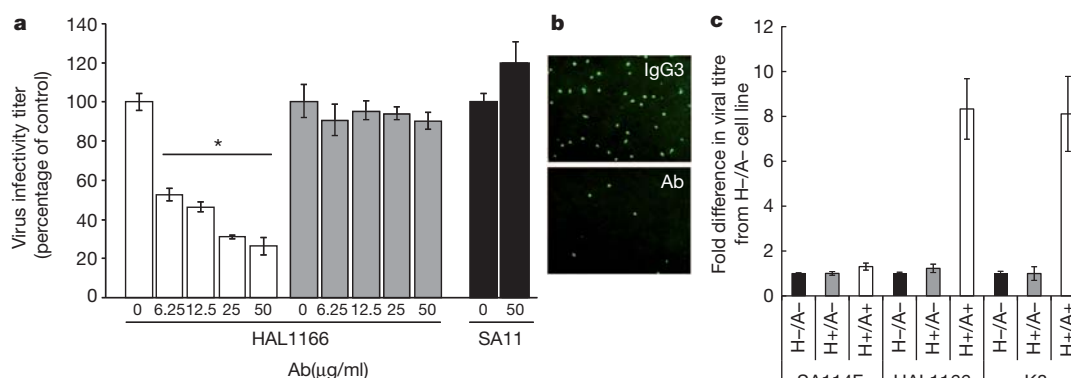 a
Virus infectivity titer
(percentage of control)
140
120
100
80
60
40
20
0
*
0 6.25 12.5 25 50 0 6.25 12.5 25 50 0 50
HAL1166 SA11
Ab(μg/ml)
b
IgG3
Ab
c
Fold difference in viral titre
from H–/A– cell line
12
10
8
6
4
2
0
H–/A– H+/A– H+/A+ H–/A– H+/A– H+/A+ H–/A– H+/A– H+/A+